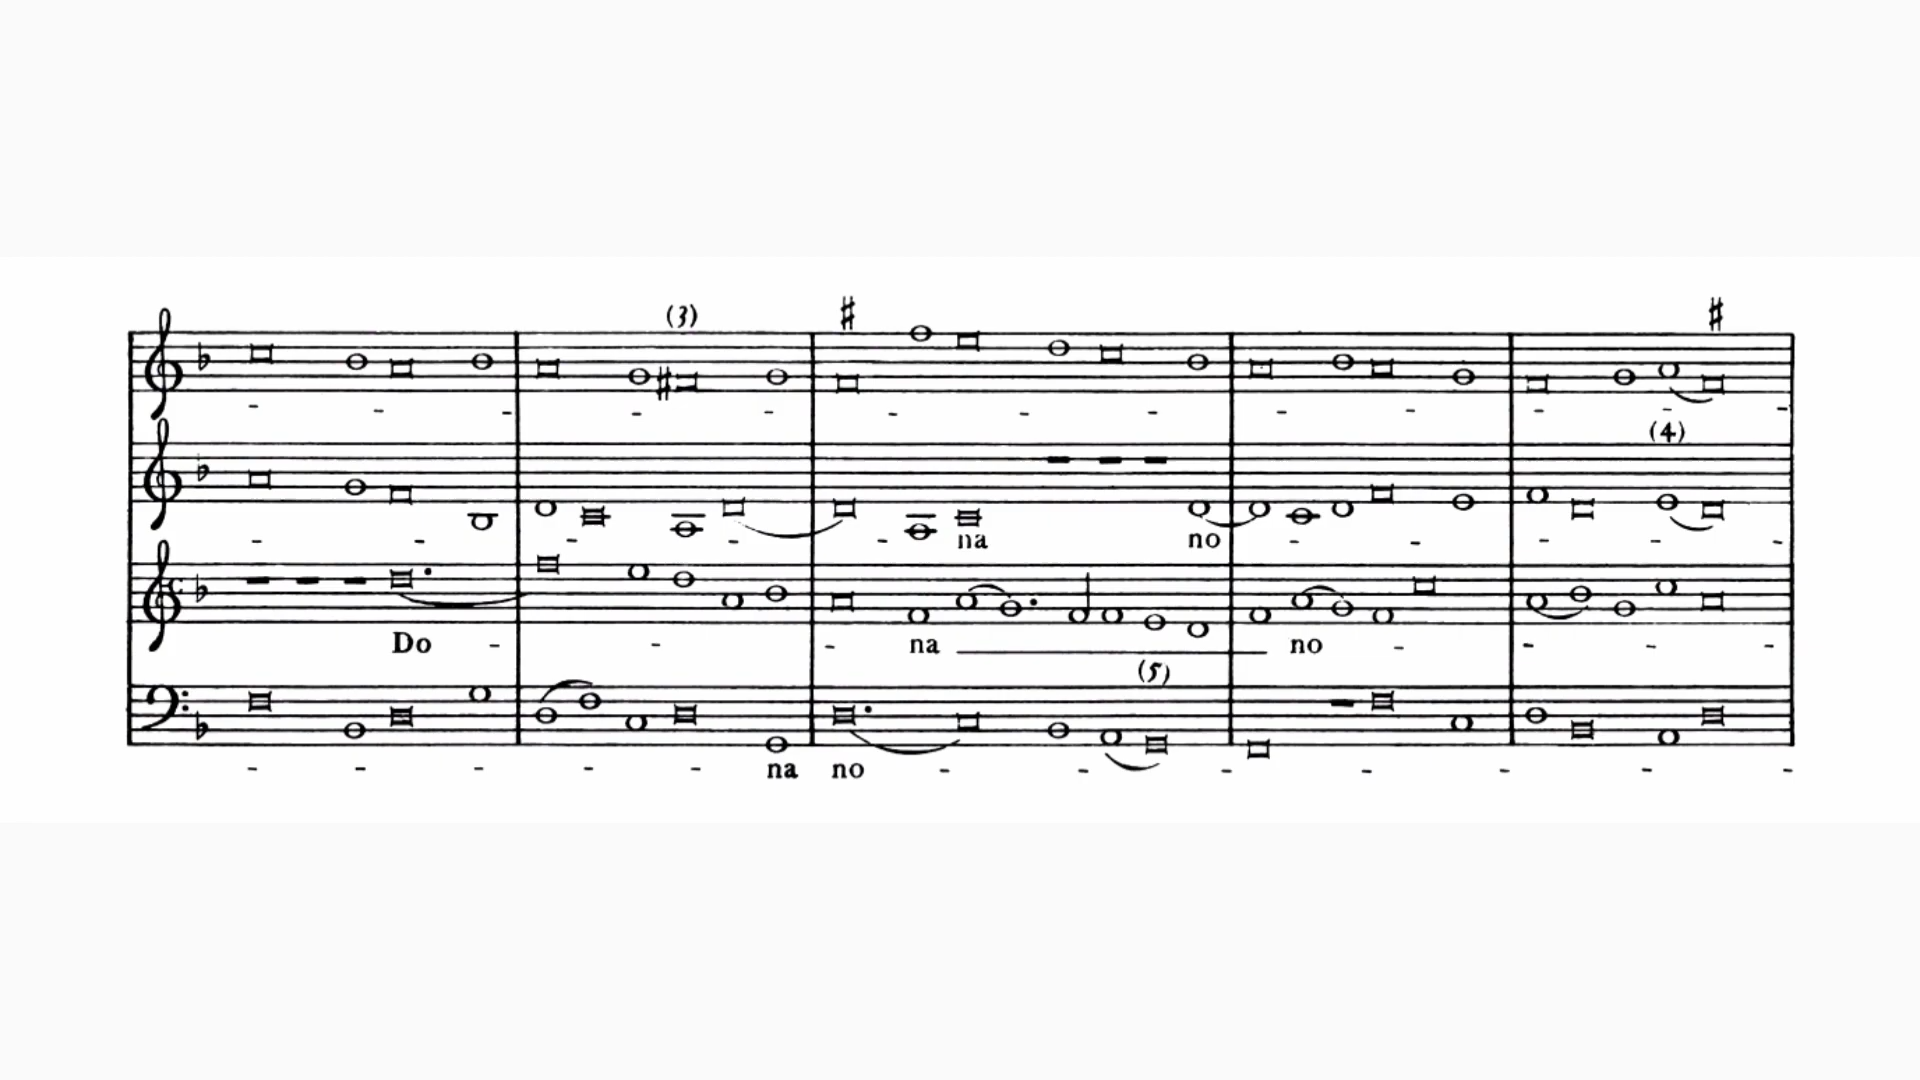 (3)
(4)
na no
Do - - - na no - - - -
(5)
na no